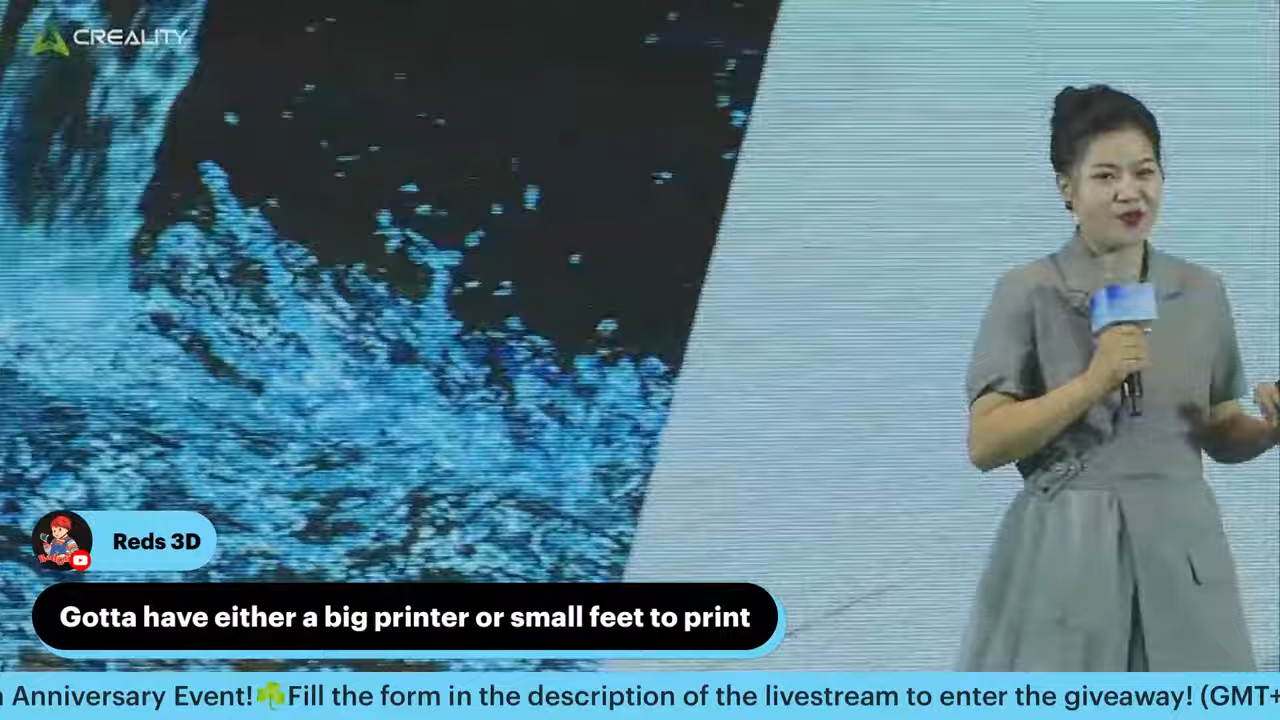 CREALITY
Reds 3D
Gotta have either a big printer or small feet to print
Anniversary Event!☘️Fill the form in the description of the livestream to enter the giveaway! (GMT+